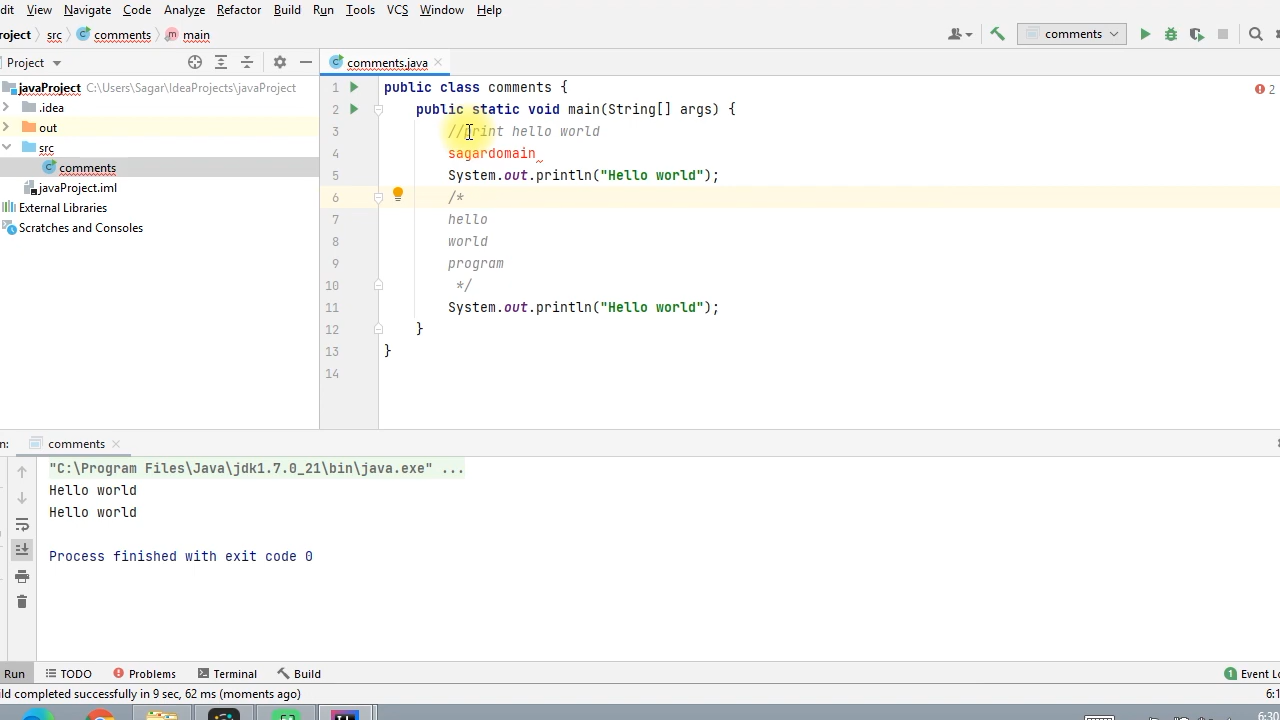 dit View Navigate Code Analyze Refactor Build Run Tools VCS Window Help
roject src comments main comments
Project comments.java
javaProject C:\Users\Sagar\IdeaProjects\javaProject
.idea
out
src
comments
javaProject.iml
External Libraries
Scratches and Consoles
1 public class comments { 2
2 public static void main(String[] args) {
3 //print hello world
4 sagardomain
5 System.out.println("Hello world");
6 /*
7 hello
8 world
9 program
10 */
11 System.out.println("Hello world");
12 }
13 }
14
n: comments
"C:\Program Files\Java\jdk1.7.0_21\bin\java.exe" ...
Hello world
Hello world
Process finished with exit code 0
Run TODO Problems Terminal Build 1 Event Lo
ild completed successfully in 9 sec, 62 ms (moments ago) 6:1